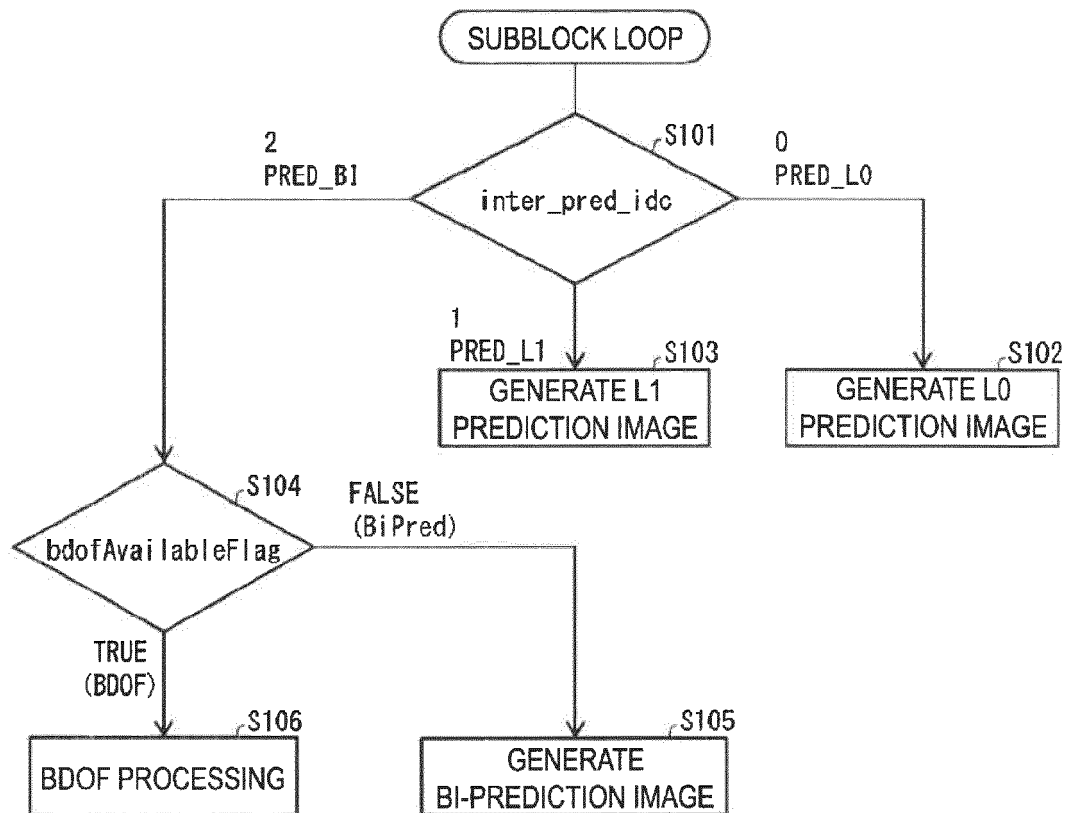 SUBBLOCK LOOP
S101
2
PRED_BI
0
PRED_L0
inter_pred_idc
1
PRED_L1
S103
GENERATE L1
PREDICTION IMAGE
S102
GENERATE L0
PREDICTION IMAGE
S104
bdofAvailableFlag
FALSE
(BiPred)
TRUE
(BDOF)
S106
BDOF PROCESSING
S105
GENERATE
BI-PREDICTION IMAGE